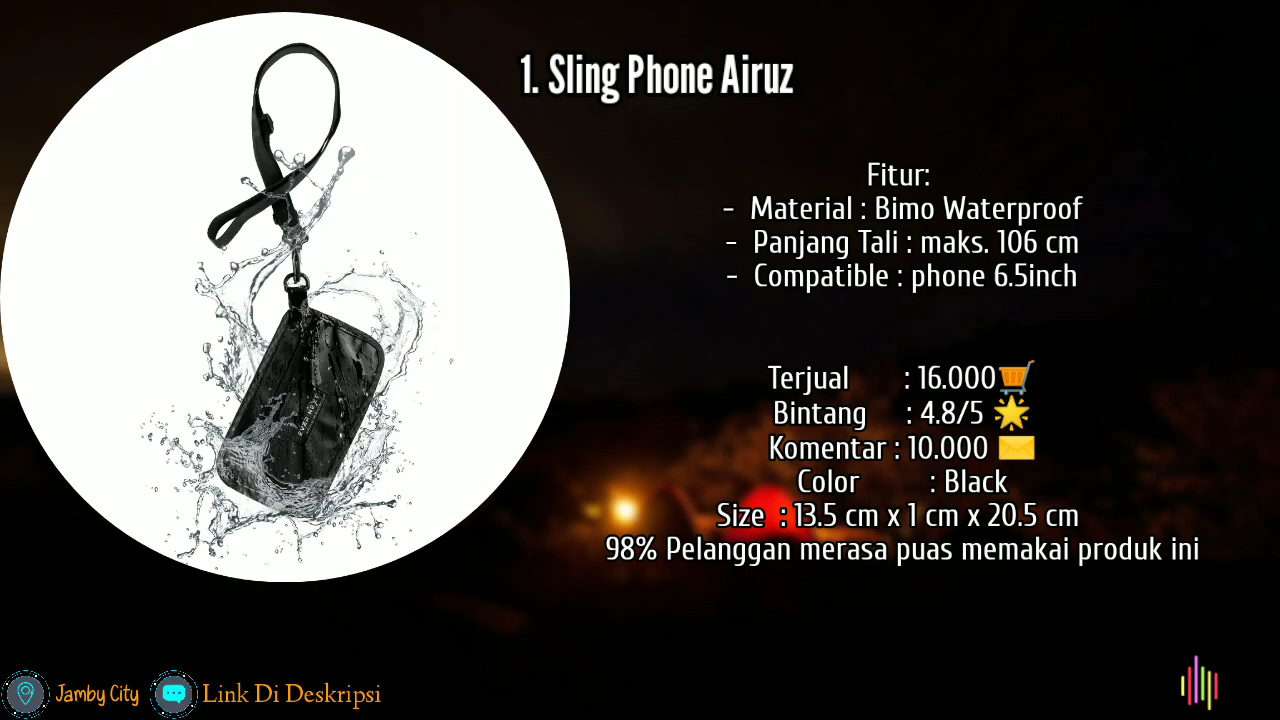 1. Sling Phone Airuz
Fitur:
- Material : Bimo Waterproof
- Panjang Tali : maks. 106 cm
- Compatible : phone 6.5inch
Terjual : 16.000🛒
Bintang : 4.8/5 🌟
Komentar : 10.000 ✉️
Color : Black
Size : 13.5 cm x 1 cm x 20.5 cm
98% Pelanggan merasa puas memakai produk ini
Jamby City
Link Di Deskripsi